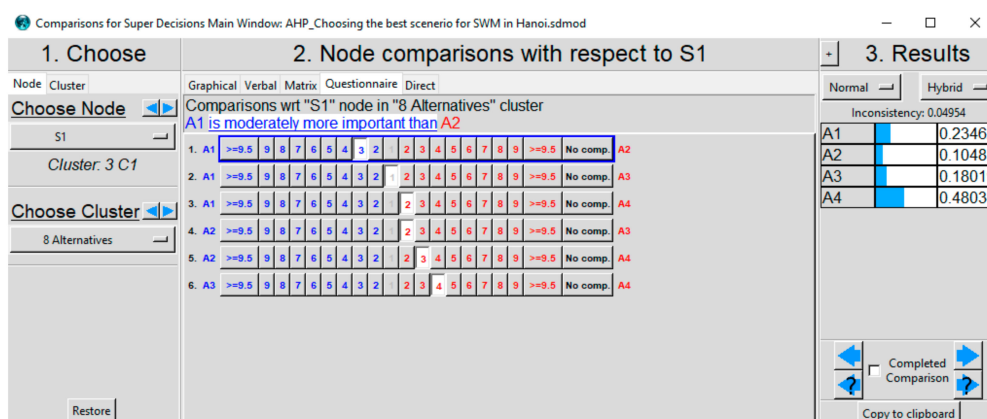 Comparisons for Super Decisions Main Window: AHP_Choosing the best scenerio for SWM in Hanoi.sdmod
1. Choose
Node Cluster
Choose Node
S1
Cluster: 3 C1
Choose Cluster
8 Alternatives
Restore
2. Node comparisons with respect to S1
Graphical Verbal Matrix Questionnaire Direct
Comparisons wrt "S1" node in "8 Alternatives" cluster
A1 is moderately more important than A2
1. A1 >=9.5 9 8 7 6 5 4 3 2 1 2 3 4 5 6 7 8 9 >=9.5 No comp. A2
2. A1 >=9.5 9 8 7 6 5 4 3 2 1 2 3 4 5 6 7 8 9 >=9.5 No comp. A3
3. A1 >=9.5 9 8 7 6 5 4 3 2 1 2 3 4 5 6 7 8 9 >=9.5 No comp. A4
4. A2 >=9.5 9 8 7 6 5 4 3 2 1 2 3 4 5 6 7 8 9 >=9.5 No comp. A3
5. A2 >=9.5 9 8 7 6 5 4 3 2 1 2 3 4 5 6 7 8 9 >=9.5 No comp. A4
6. A3 >=9.5 9 8 7 6 5 4 3 2 1 2 3 4 5 6 7 8 9 >=9.5 No comp. A4
+ 3. Results
Normal Hybrid
Inconsistency: 0.04954
A1 0.2346
A2 0.1048
A3 0.1801
A4 0.4803
Completed
Comparison
? ?
Copy to clipboard